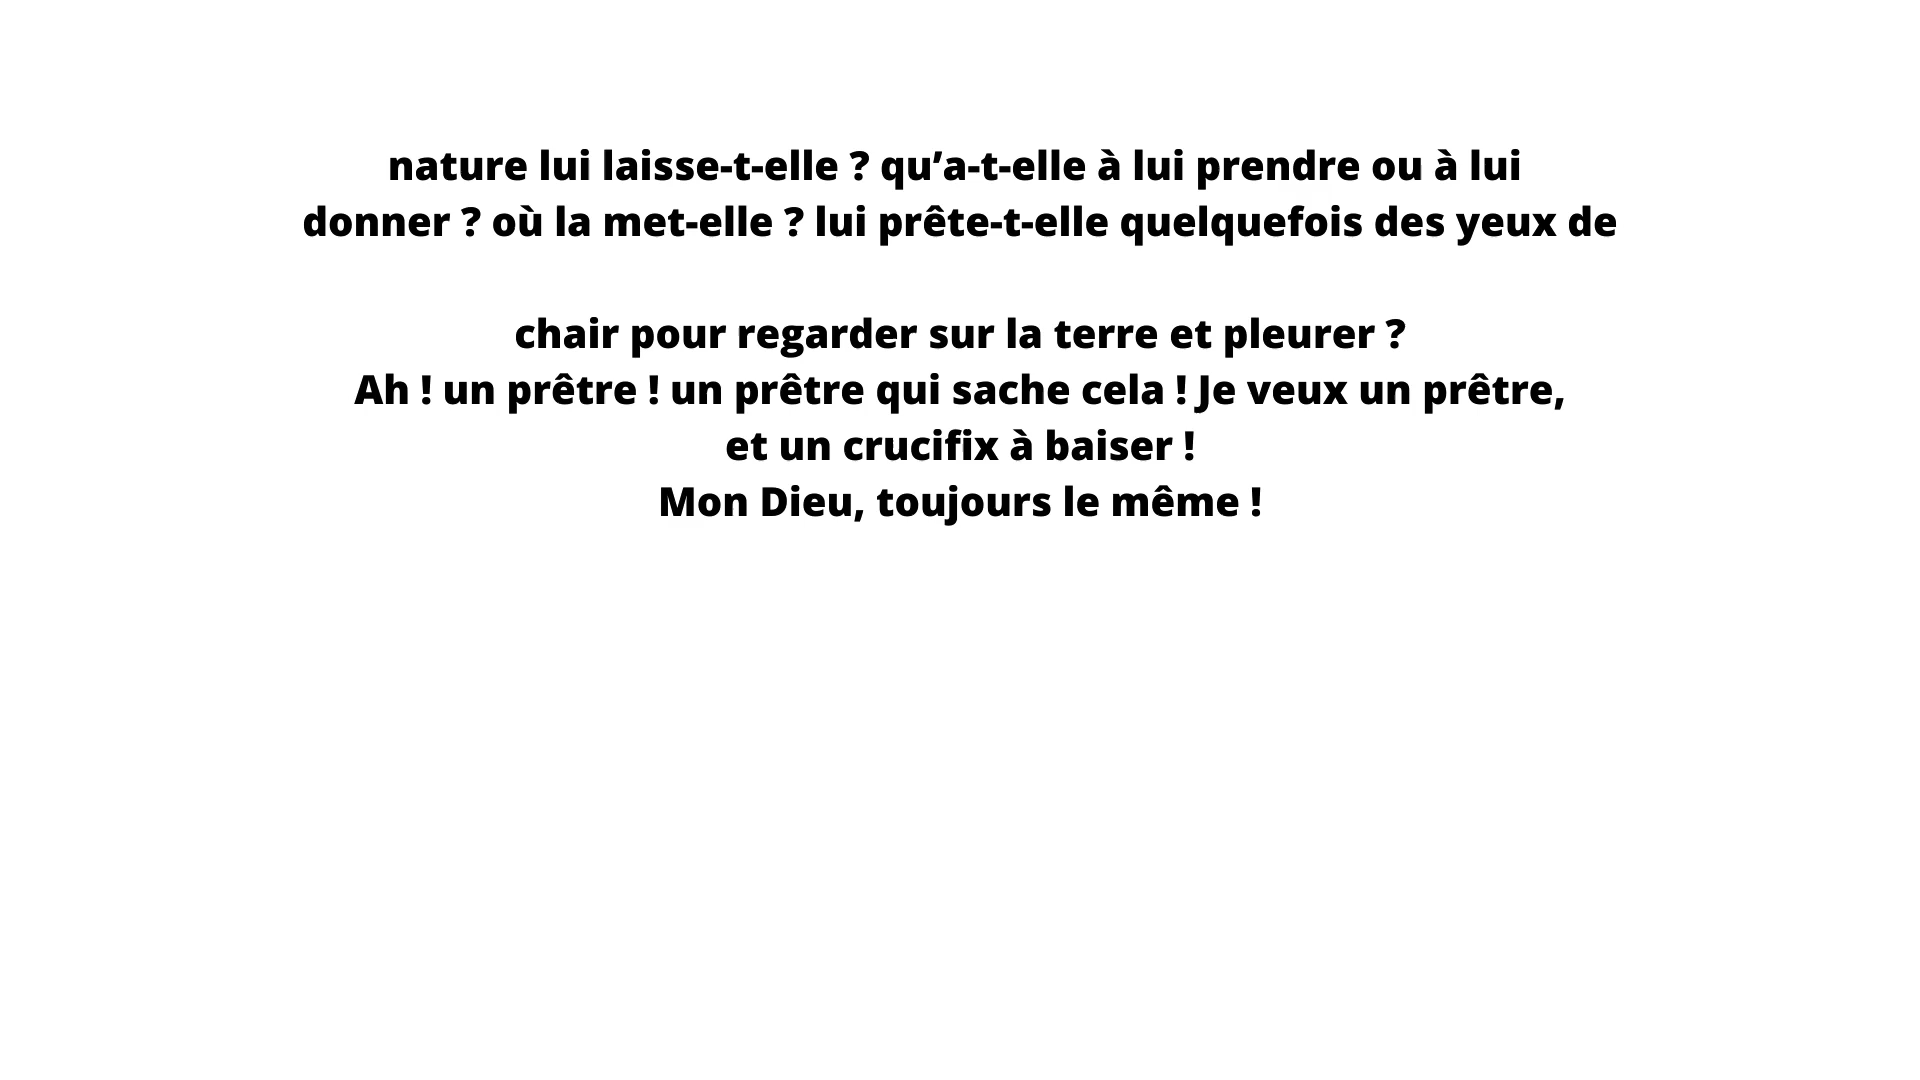 nature lui laisse-t-elle ? qu’a-t-elle à lui prendre ou à lui
donner ? où la met-elle ? lui prête-t-elle quelquefois des yeux de
chair pour regarder sur la terre et pleurer ?
Ah ! un prêtre ! un prêtre qui sache cela ! Je veux un prêtre,
et un crucifix à baiser !
Mon Dieu, toujours le même !